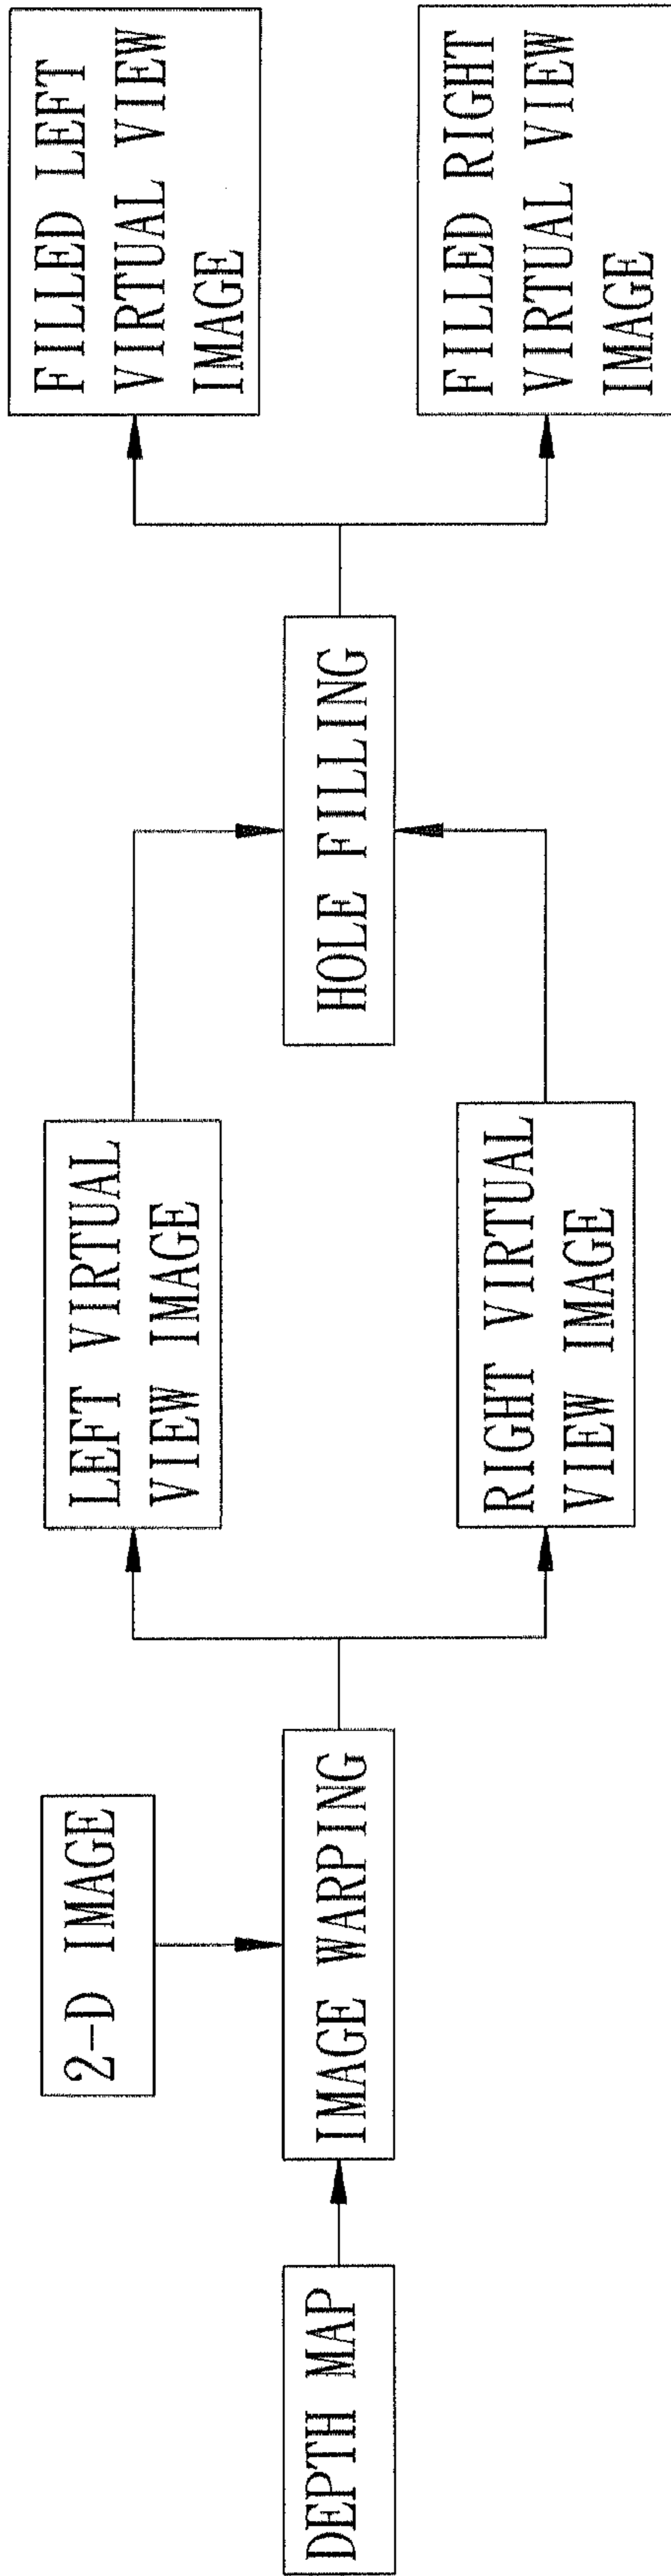 DEPTH MAP
2-D IMAGE
IMAGE WARPING
LEFT VIRTUAL
VIEW IMAGE
RIGHT VIRTUAL
VIEW IMAGE
HOLE FILLING
FILLED LEFT
VIRTUAL VIEW
IMAGE
FILLED RIGHT
VIRTUAL VIEW
IMAGE